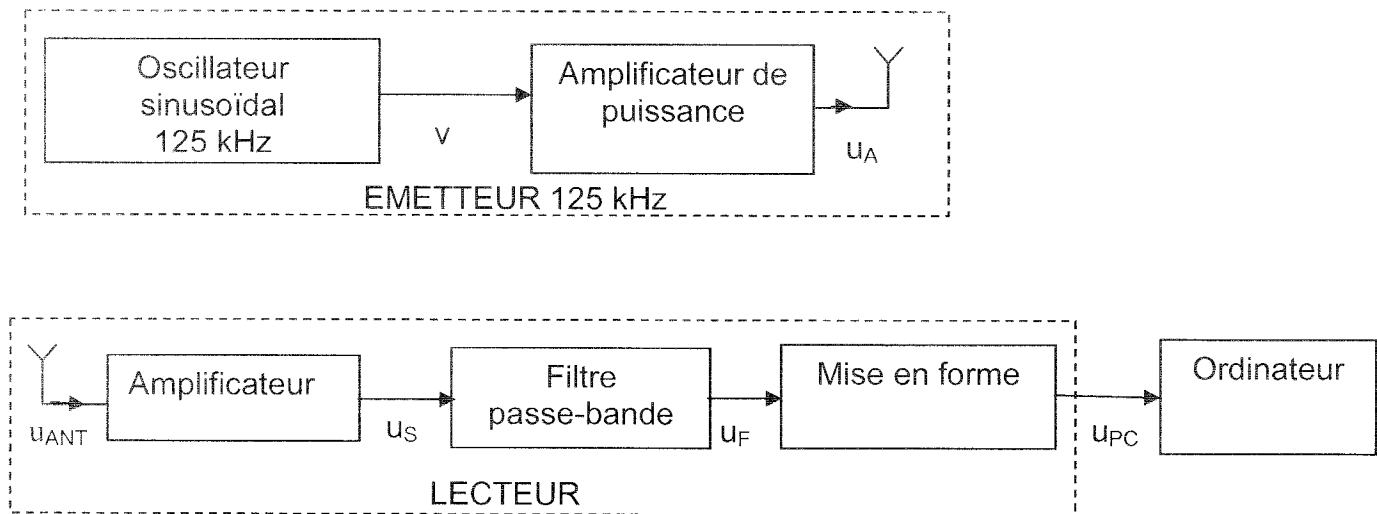 Oscillateur
sinusoïdal
125 kHz
v
Amplificateur de
puissance
uA
EMETTEUR 125 kHz
uANT
Amplificateur
uS
Filtre
passe-bande
uF
Mise en forme
uPC
Ordinateur
LECTEUR